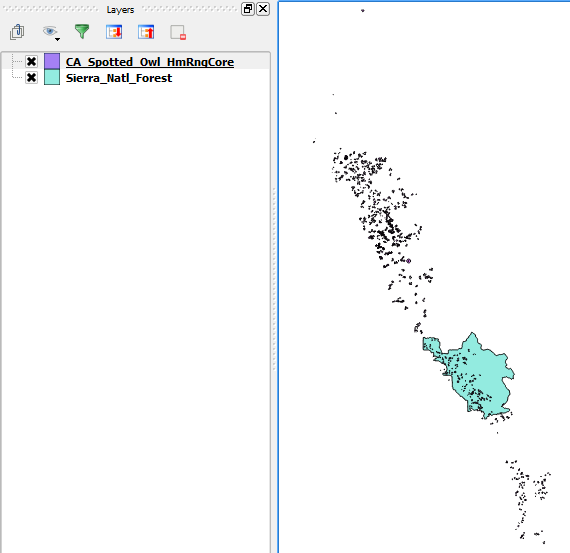 Layers
CA_Spotted_Owl_HmRngCore
Sierra_Natl_Forest